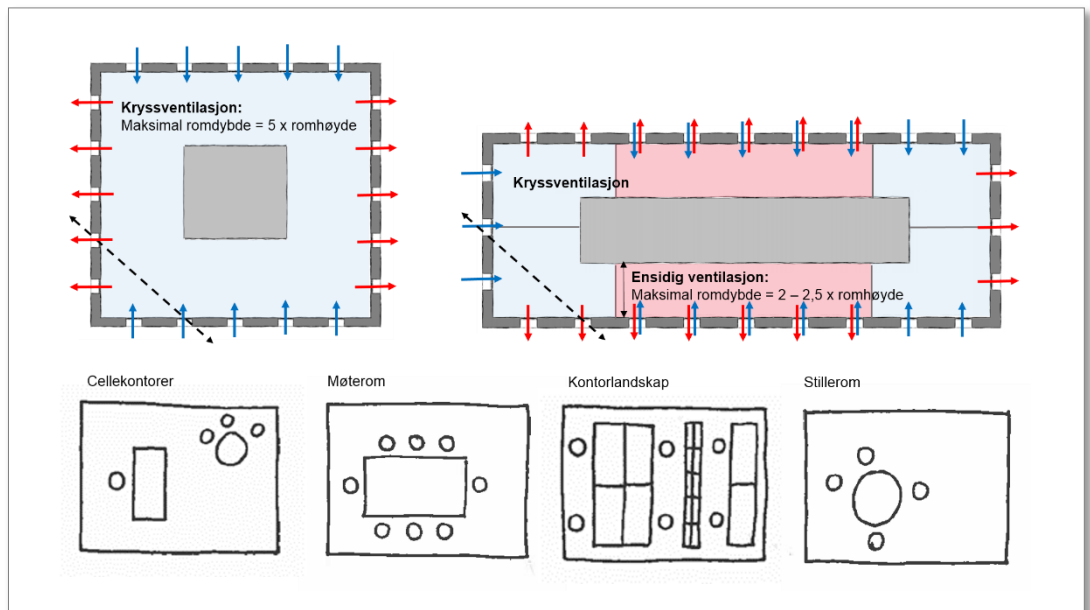 Kryssventilasjon:
Maksimal romdybde = 5 x romhøyde
Kryssventilasjon
Ensidig ventilasjon:
Maksimal romdybde = 2 – 2,5 x romhøyde
Cellekontorer
Møterom
Kontorlandskap
Stillerom